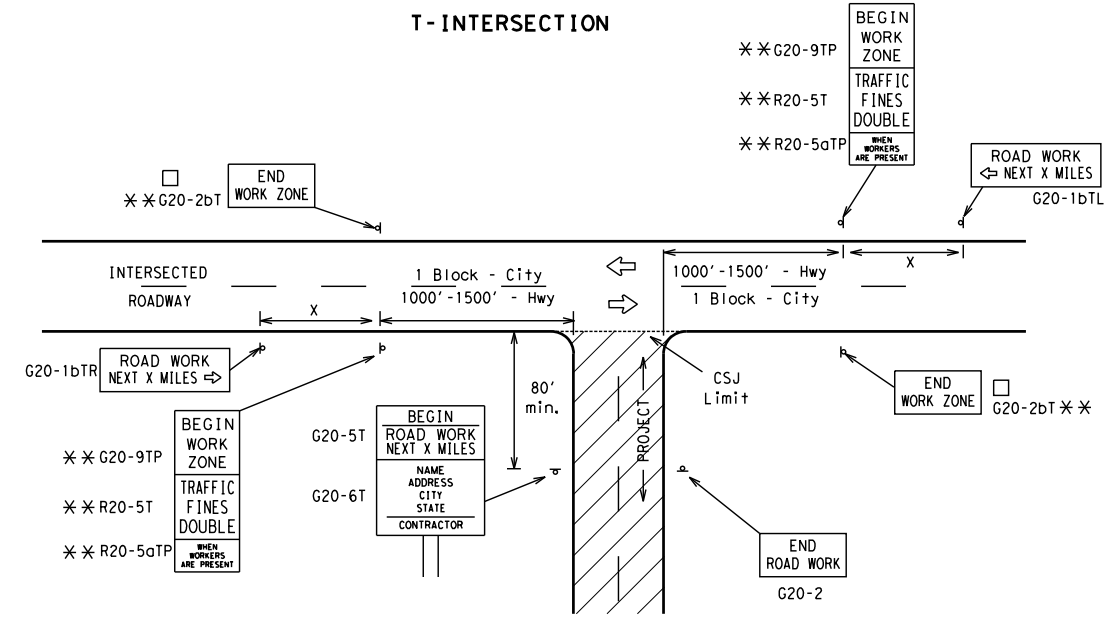 T-INTERSECTION
BEGIN
WORK
ZONE
✱✱G20-9TP
TRAFFIC
FINES
DOUBLE
✱✱R20-5T
WHEN
WORKERS
ARE PRESENT
✱✱R20-5aTP
ROAD WORK
⇦ NEXT X MILES
G20-1bTL
END
WORK ZONE
□
✱✱G20-2bT
INTERSECTED
ROADWAY
1 Block - City
1000'-1500' - Hwy
1000'-1500' - Hwy
1 Block - City
X
X
G20-1bTR
ROAD WORK
NEXT X MILES ⇨
80'
min.
PROJECT
CSJ
Limit
END
WORK ZONE
□
G20-2bT ✱✱
BEGIN
WORK
ZONE
✱✱G20-9TP
TRAFFIC
FINES
DOUBLE
✱✱R20-5T
WHEN
WORKERS
ARE PRESENT
✱✱R20-5aTP
G20-5T
BEGIN
ROAD WORK
NEXT X MILES
G20-6T
NAME
ADDRESS
CITY
STATE
CONTRACTOR
END
ROAD WORK
G20-2